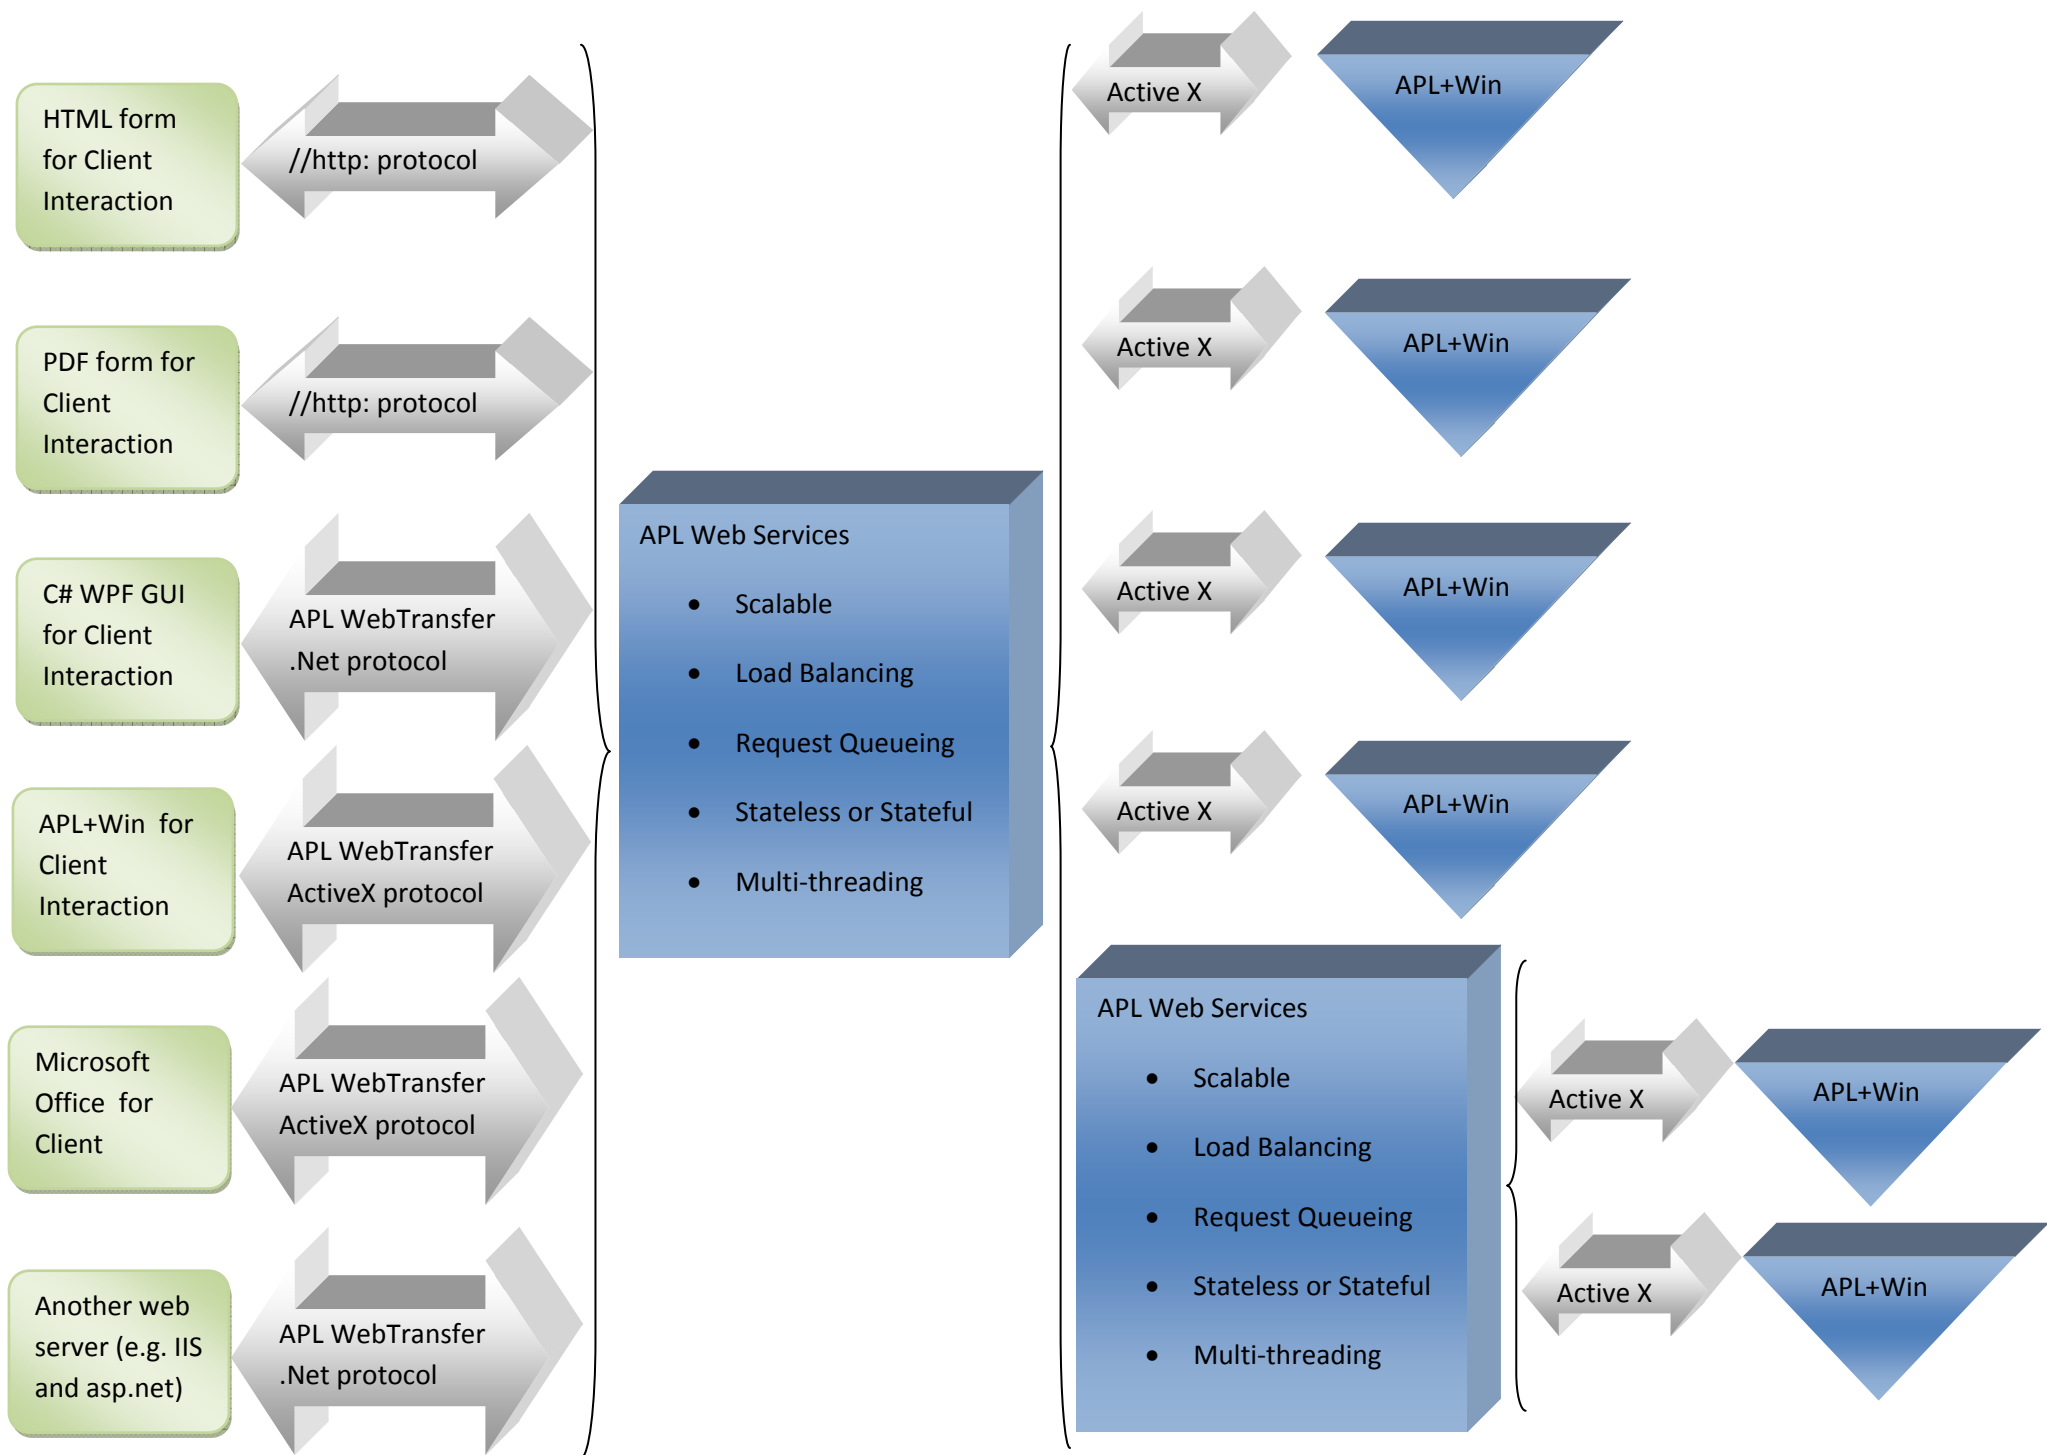 HTML form
for Client
Interaction
//http: protocol
PDF form for
Client
Interaction
//http: protocol
C# WPF GUI
for Client
Interaction
APL WebTransfer
.Net protocol
APL+Win  for
Client
Interaction
APL WebTransfer
ActiveX protocol
Microsoft
Office  for
Client
APL WebTransfer
ActiveX protocol
Another web
server (e.g. IIS
and asp.net)
APL WebTransfer
.Net protocol
APL Web Services
• Scalable
• Load Balancing
• Request Queueing
• Stateless or Stateful
• Multi-threading
Active X
APL+Win
Active X
APL+Win
Active X
APL+Win
Active X
APL+Win
APL Web Services
• Scalable
• Load Balancing
• Request Queueing
• Stateless or Stateful
• Multi-threading
Active X
APL+Win
Active X
APL+Win